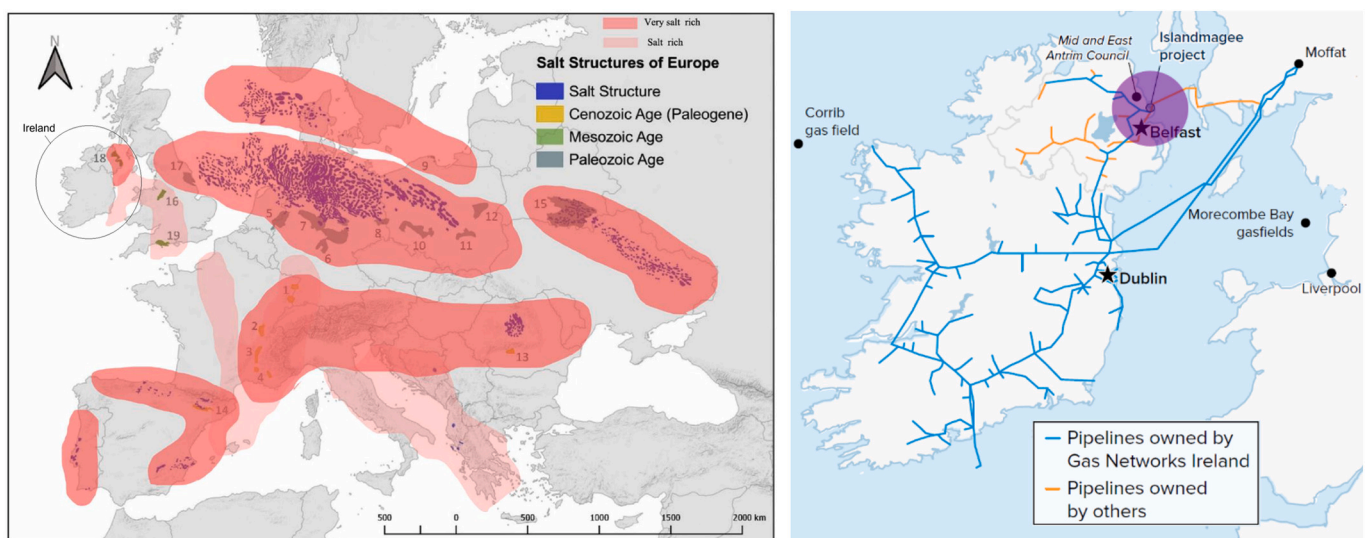 Very salt rich
Salt rich
N
Salt Structures of Europe
Salt Structure
Cenozoic Age (Paleogene)
Mesozoic Age
Paleozoic Age
Ireland
18
17
16
19
9
5
7
8
6
10
11
12
15
1
2
3
4
13
14
500
0
500
1000
1500
2000 km
Mid and East
Antrim Council
Islandmagee
project
Moffat
Corrib
gas field
Belfast
Morecombe Bay
gasfields
Dublin
Liverpool
Pipelines owned by
Gas Networks Ireland
Pipelines owned
by others